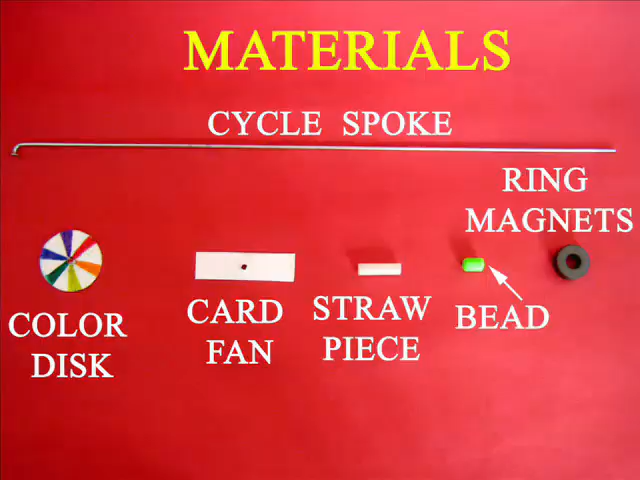 MATERIALS
CYCLE SPOKE
RING
MAGNETS
COLOR
DISK
CARD
FAN
STRAW
PIECE
BEAD